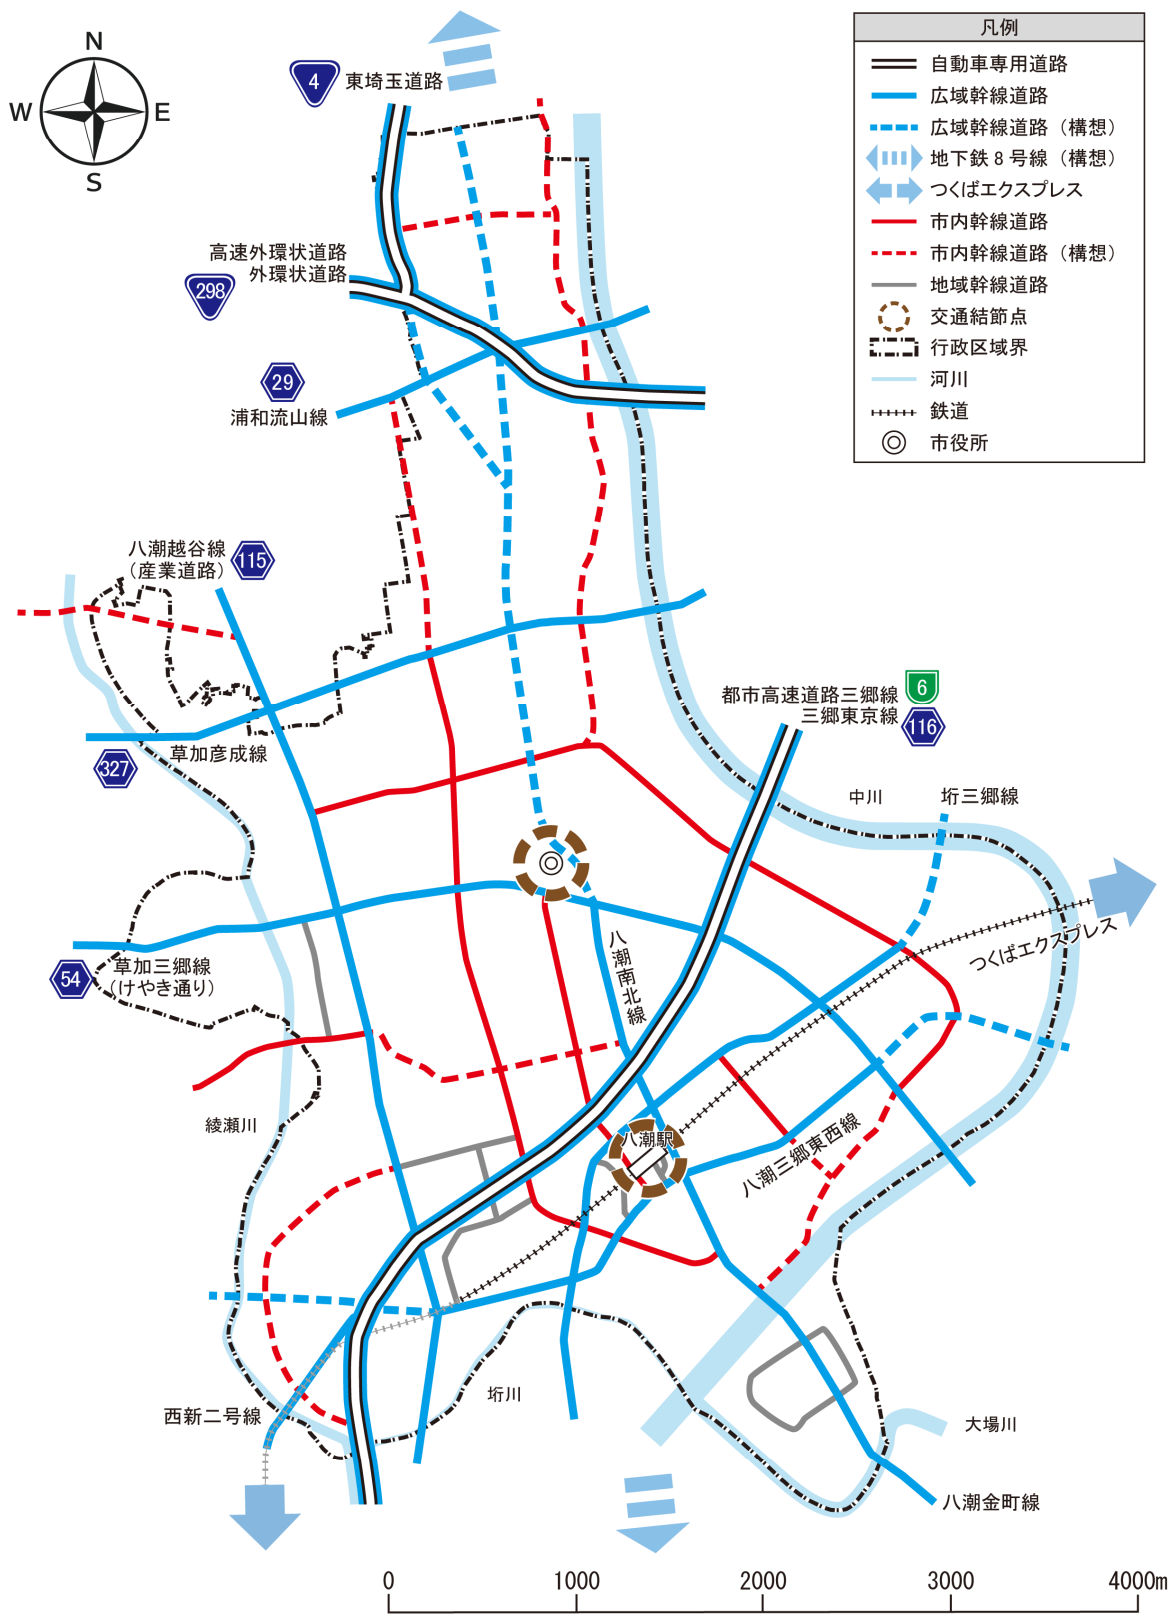 N
W
E
S
4
東埼玉道路
凡例
自動車専用道路
広域幹線道路
広域幹線道路（構想）
地下鉄８号線（構想）
つくばエクスプレス
市内幹線道路
市内幹線道路（構想）
地域幹線道路
交通結節点
行政区域界
河川
鉄道
市役所
高速外環状道路
外環状道路
298
29
浦和流山線
八潮越谷線
（産業道路）
115
都市高速道路三郷線
三郷東京線
6
116
327
草加彦成線
中川
垳三郷線
つくばエクスプレス
八潮南北線
54
草加三郷線
（けやき通り）
綾瀬川
八潮駅
八潮三郷東西線
西新二号線
垳川
大場川
八潮金町線
0
1000
2000
3000
4000m